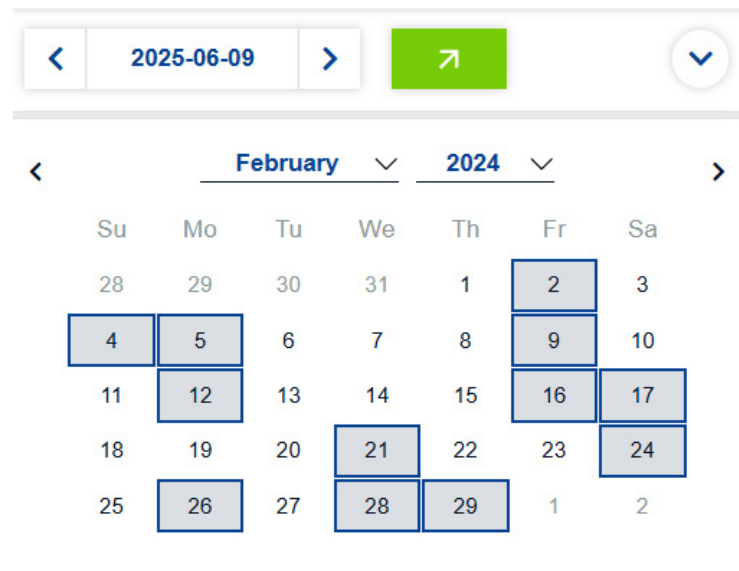 2025-06-09
February 2024
Su Mo Tu We Th Fr Sa
28 29 30 31 1 2 3
4 5 6 7 8 9 10
11 12 13 14 15 16 17
18 19 20 21 22 23 24
25 26 27 28 29 1 2